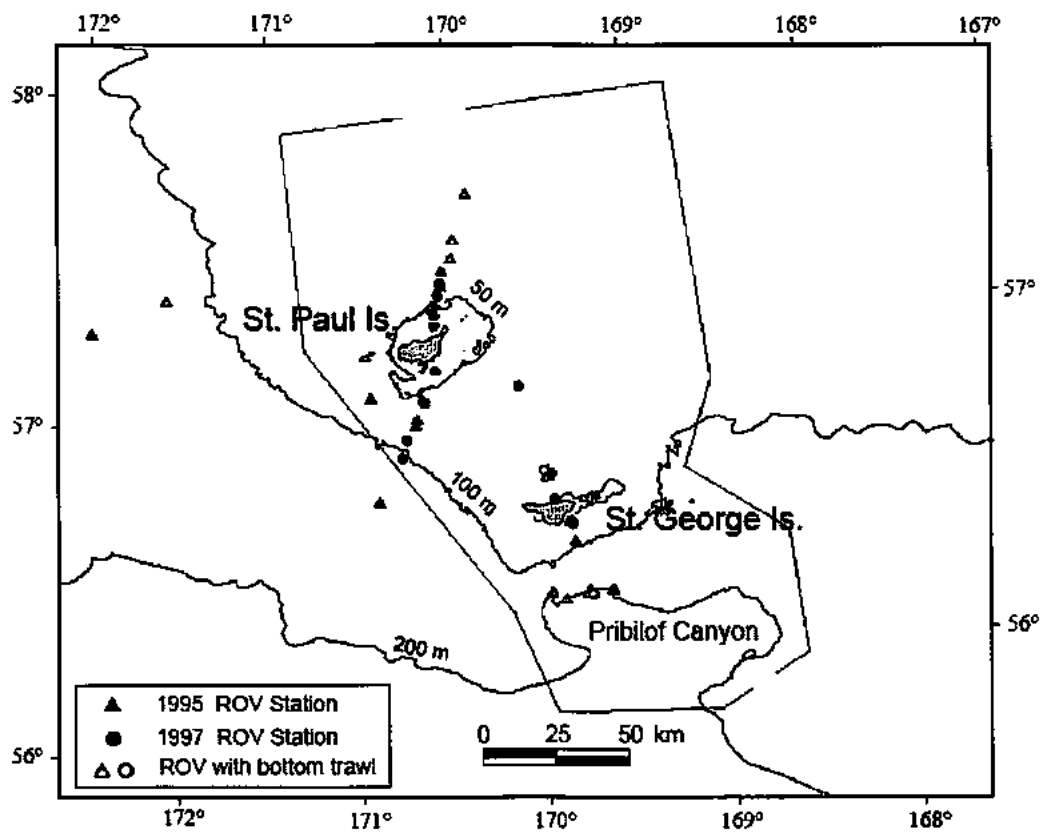 172° 171° 170° 169° 168° 167°
58°
50 m
57°
St. Paul Is.
57°
100 m
St. George Is.
56°
Pribilof Canyon
200 m
1995 ROV Station
1997 ROV Station
ROV with bottom trawl
0 25 50 km
56°
172° 171° 170° 169° 168°